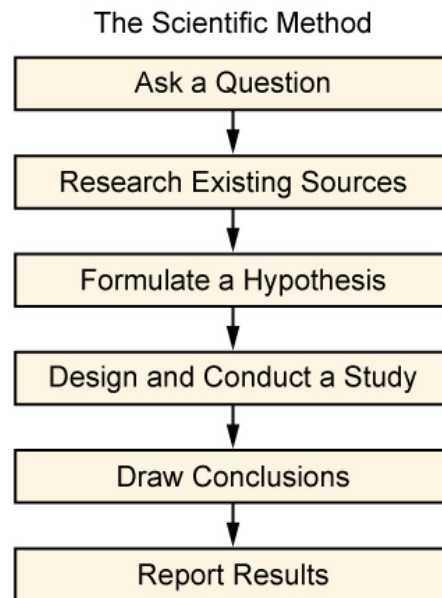 The Scientific Method
Ask a Question
Research Existing Sources
Formulate a Hypothesis
Design and Conduct a Study
Draw Conclusions
Report Results